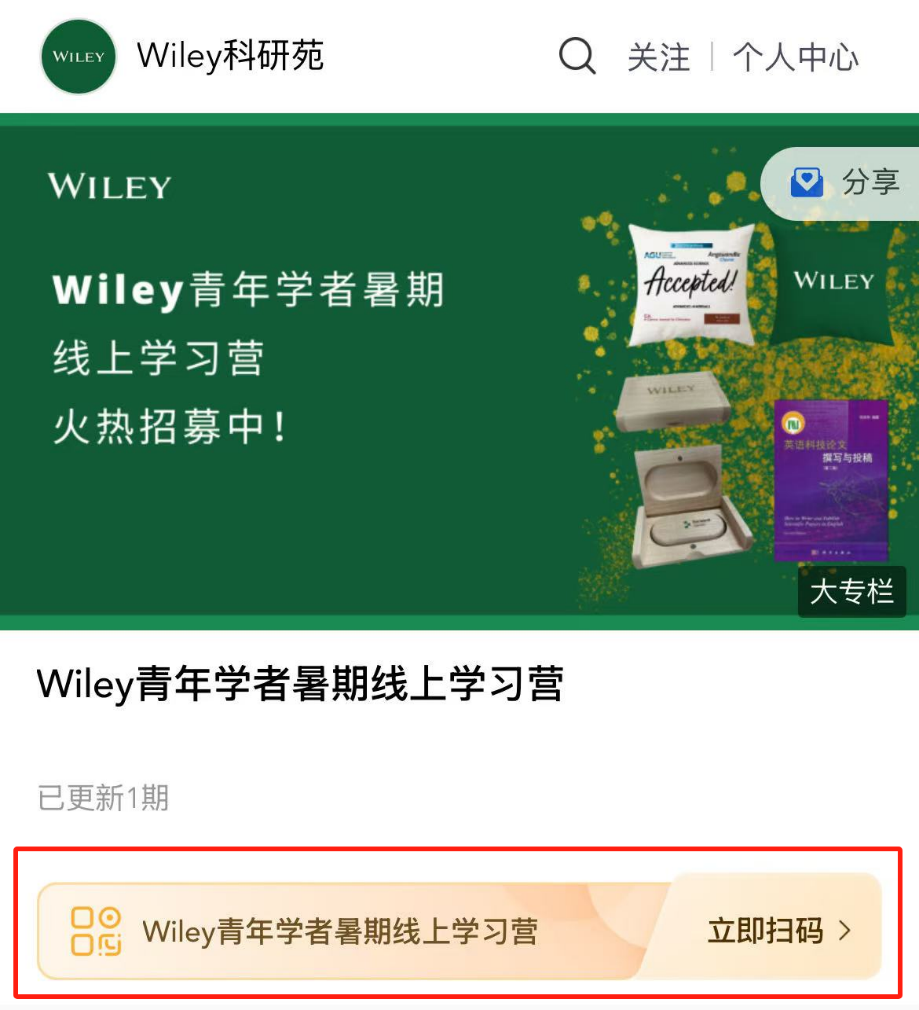 WILEY
Wiley科研苑
关注
个人中心
WILEY
分享
Wiley青年学者暑期
线上学习营
火热招募中！
AGU
Angewandte
Accepted!
WILEY
WILEY
英语科技论文
撰写与投稿
大专栏
Wiley青年学者暑期线上学习营
已更新1期
Wiley青年学者暑期线上学习营
立即扫码